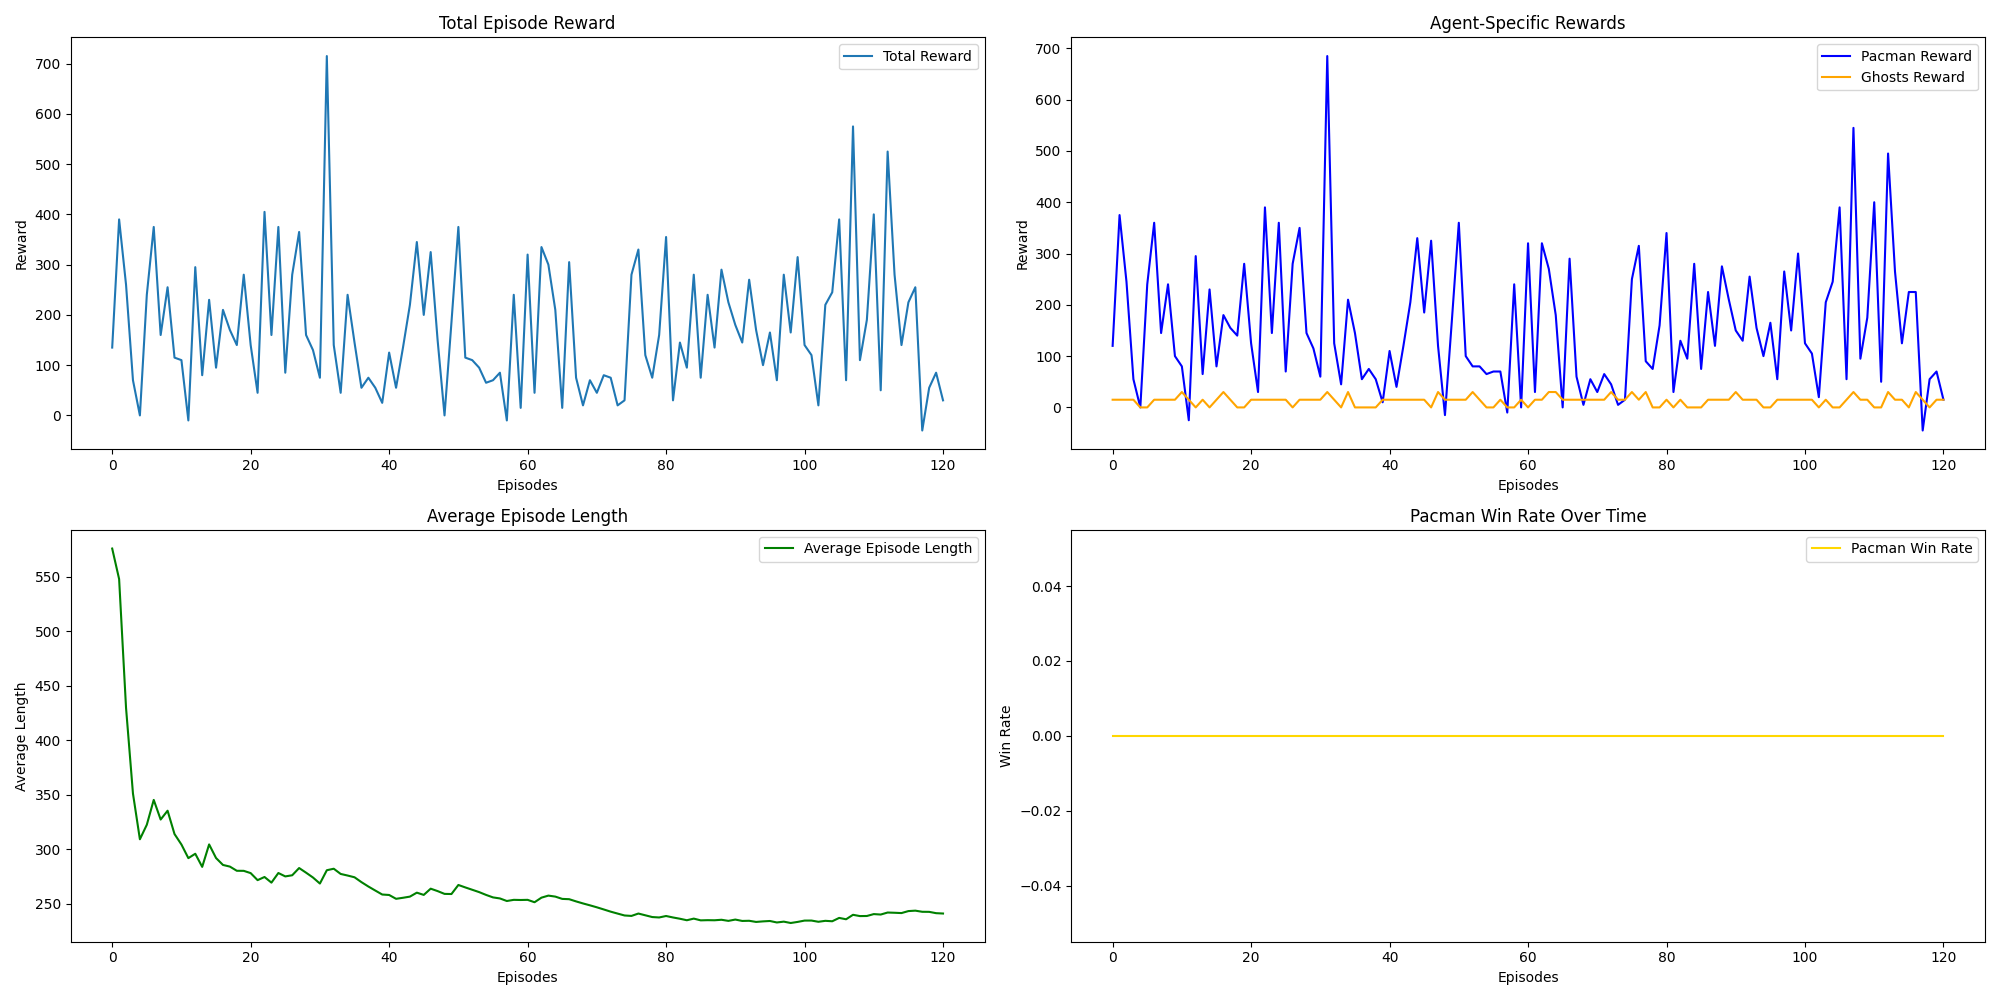 Total Episode Reward
Total Reward
700
600
500
400
300
200
100
0
Reward
0 20 40 60 80 100 120
Episodes
Agent-Specific Rewards
Pacman Reward
Ghosts Reward
700
600
500
400
300
200
100
0
Reward
0 20 40 60 80 100 120
Episodes
Average Episode Length
Average Episode Length
550
500
450
400
350
300
250
Average Length
0 20 40 60 80 100 120
Episodes
Pacman Win Rate Over Time
Pacman Win Rate
0.04
0.02
0.00
−0.02
−0.04
Win Rate
0 20 40 60 80 100 120
Episodes